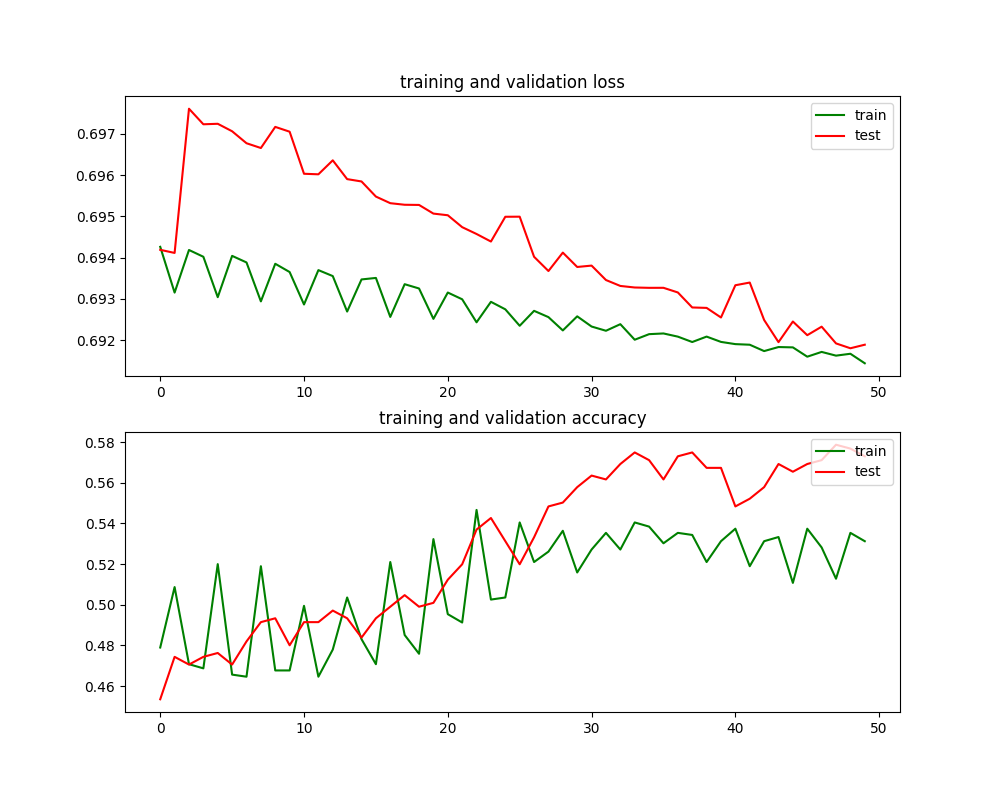 training and validation loss
train
test
0.697
0.696
0.695
0.694
0.693
0.692
0 10 20 30 40 50
training and validation accuracy
train
test
0.58
0.56
0.54
0.52
0.50
0.48
0.46
0 10 20 30 40 50